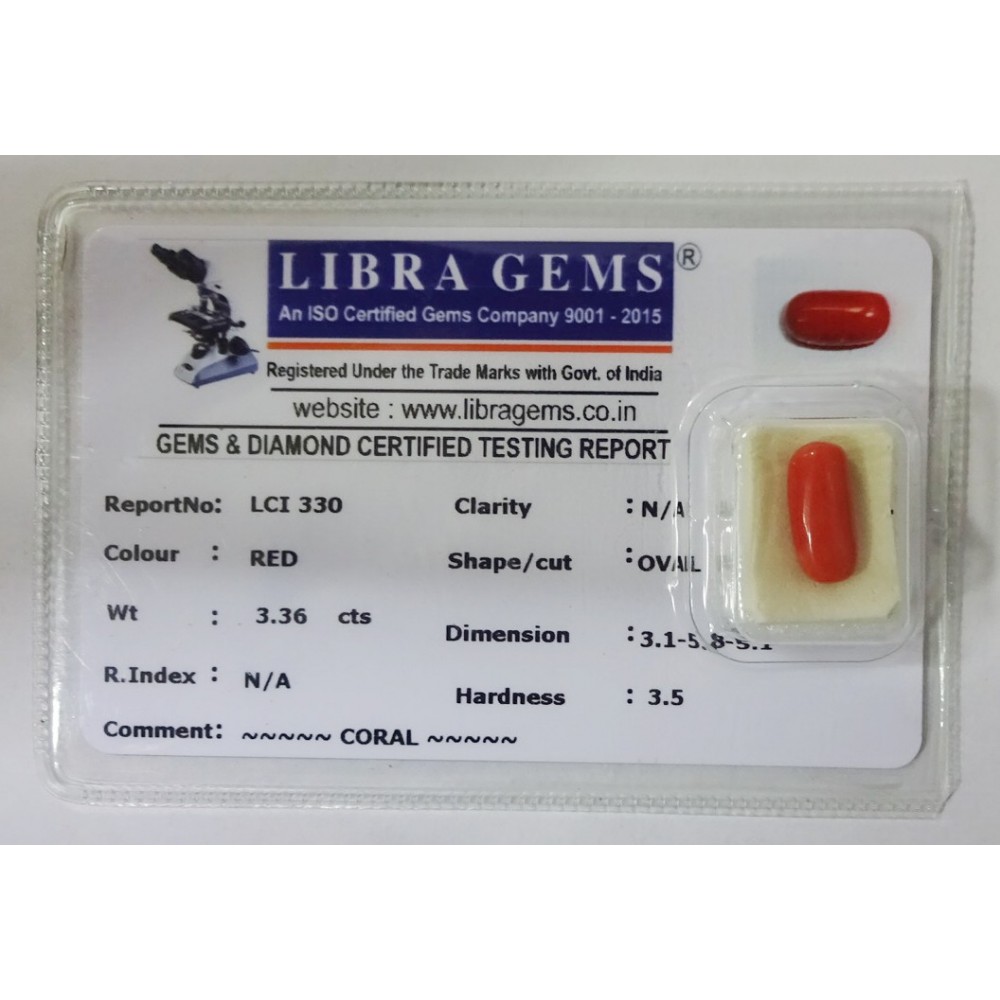 LIBRA GEMS ®
An ISO Certified Gems Company 9001 - 2015
Registered Under the Trade Marks with Govt. of India
website : www.libragems.co.in
GEMS & DIAMOND CERTIFIED TESTING REPORT
ReportNo: LCI 330 Clarity : N/A
Colour : RED Shape/cut : OVAL
Wt : 3.36 cts Dimension :
R.Index : N/A Hardness : 3.5
Comment: ~~~~~ CORAL ~~~~~